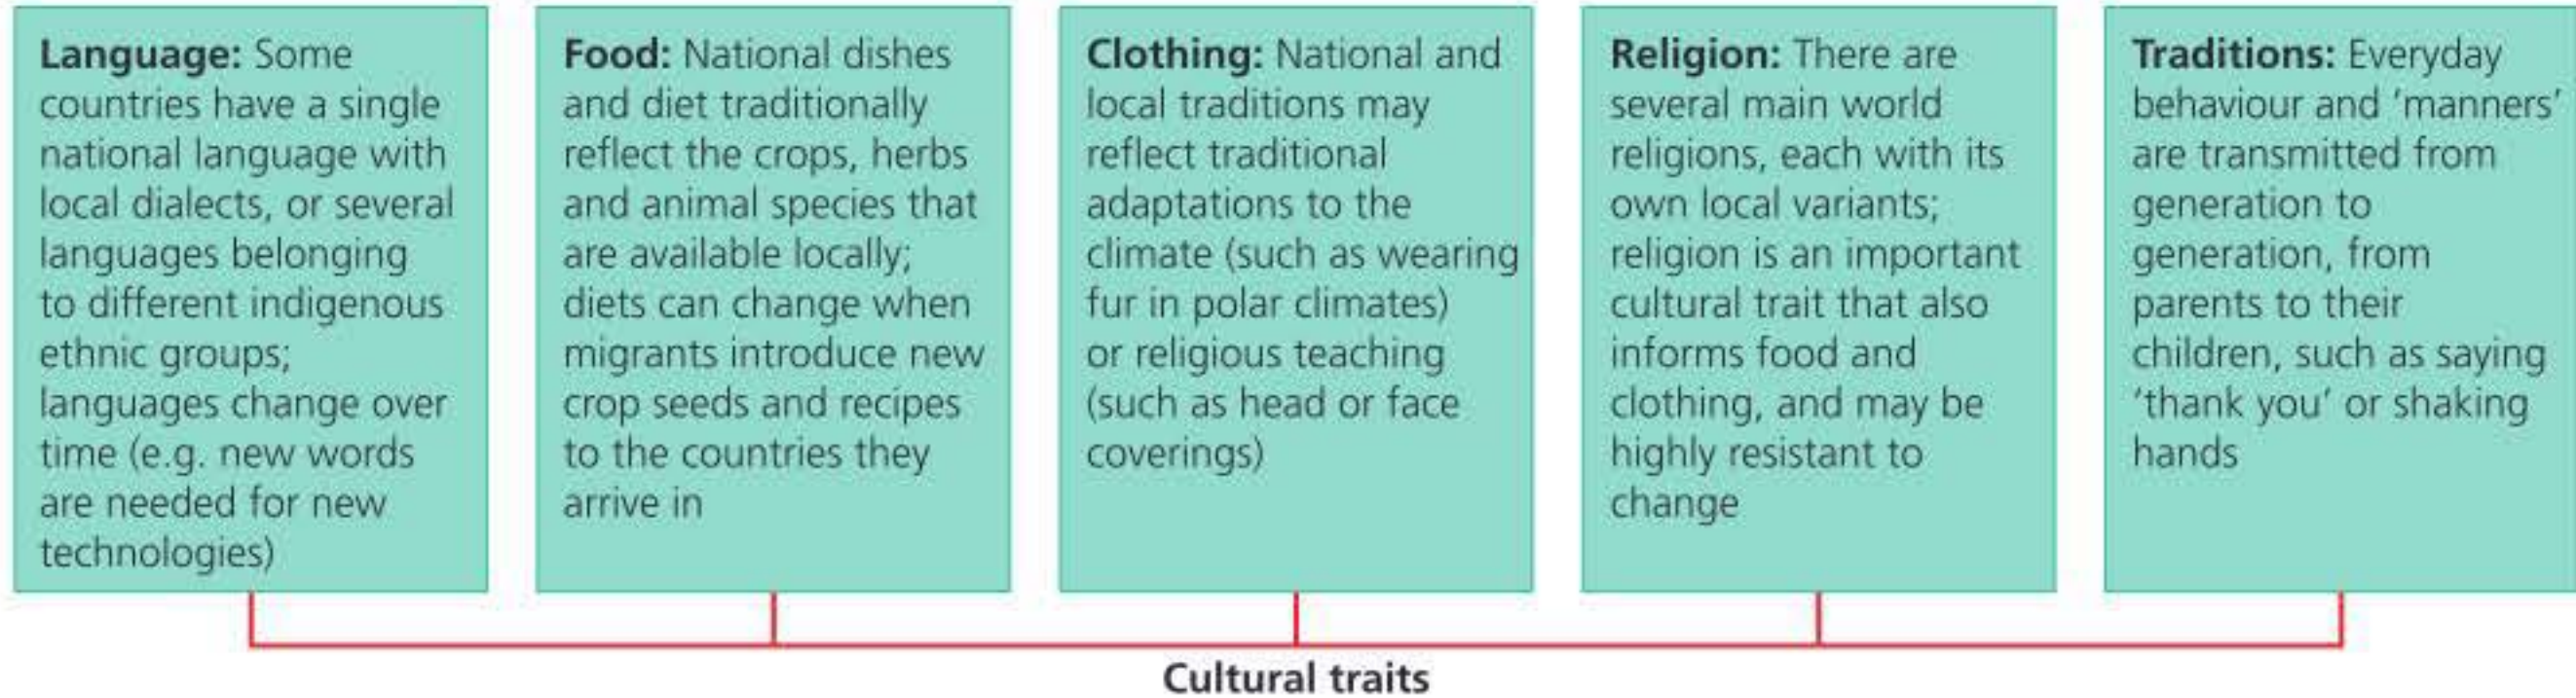 Language: Some
countries have a single
national language with
local dialects, or several
languages belonging
to different indigenous
ethnic groups;
languages change over
time (e.g. new words
are needed for new
technologies)
Food: National dishes
and diet traditionally
reflect the crops, herbs
and animal species that
are available locally;
diets can change when
migrants introduce new
crop seeds and recipes
to the countries they
arrive in
Clothing: National and
local traditions may
reflect traditional
adaptations to the
climate (such as wearing
fur in polar climates)
or religious teaching
(such as head or face
coverings)
Religion: There are
several main world
religions, each with its
own local variants;
religion is an important
cultural trait that also
informs food and
clothing, and may be
highly resistant to
change
Traditions: Everyday
behaviour and ‘manners’
are transmitted from
generation to
generation, from
parents to their
children, such as saying
‘thank you’ or shaking
hands
Cultural traits